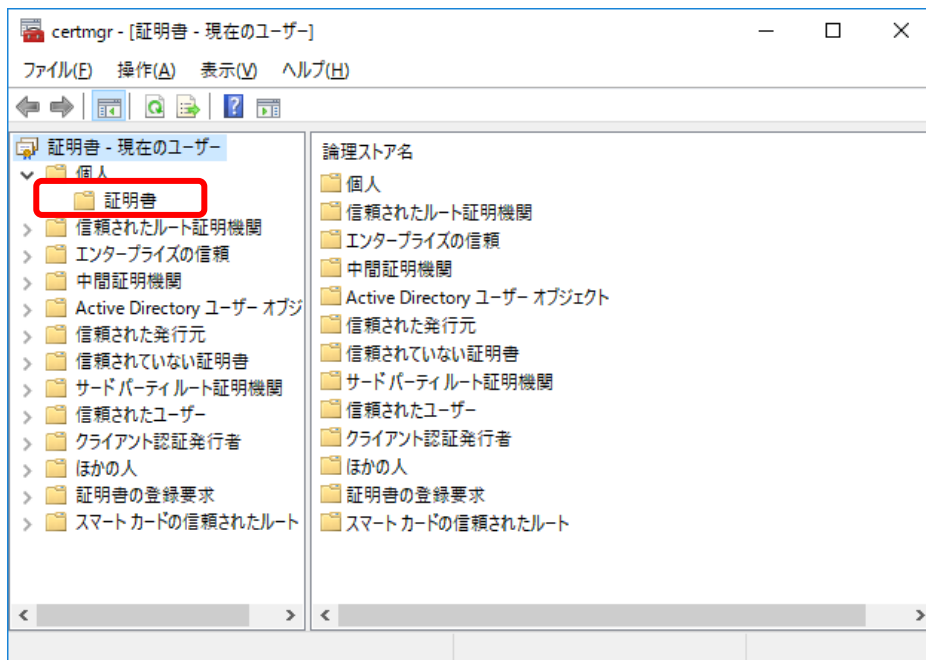 certmgr - [証明書 - 現在のユーザー]
ファイル(F) 操作(A) 表示(V) ヘルプ(H)
証明書 - 現在のユーザー
個人
証明書
信頼されたルート証明機関
エンタープライズの信頼
中間証明機関
Active Directory ユーザー オブジ
信頼された発行元
信頼されていない証明書
サード パーティ ルート証明機関
信頼されたユーザー
クライアント認証発行者
ほかの人
証明書の登録要求
スマート カードの信頼されたルート
論理ストア名
個人
信頼されたルート証明機関
エンタープライズの信頼
中間証明機関
Active Directory ユーザー オブジェクト
信頼された発行元
信頼されていない証明書
サード パーティ ルート証明機関
信頼されたユーザー
クライアント認証発行者
ほかの人
証明書の登録要求
スマート カードの信頼されたルート